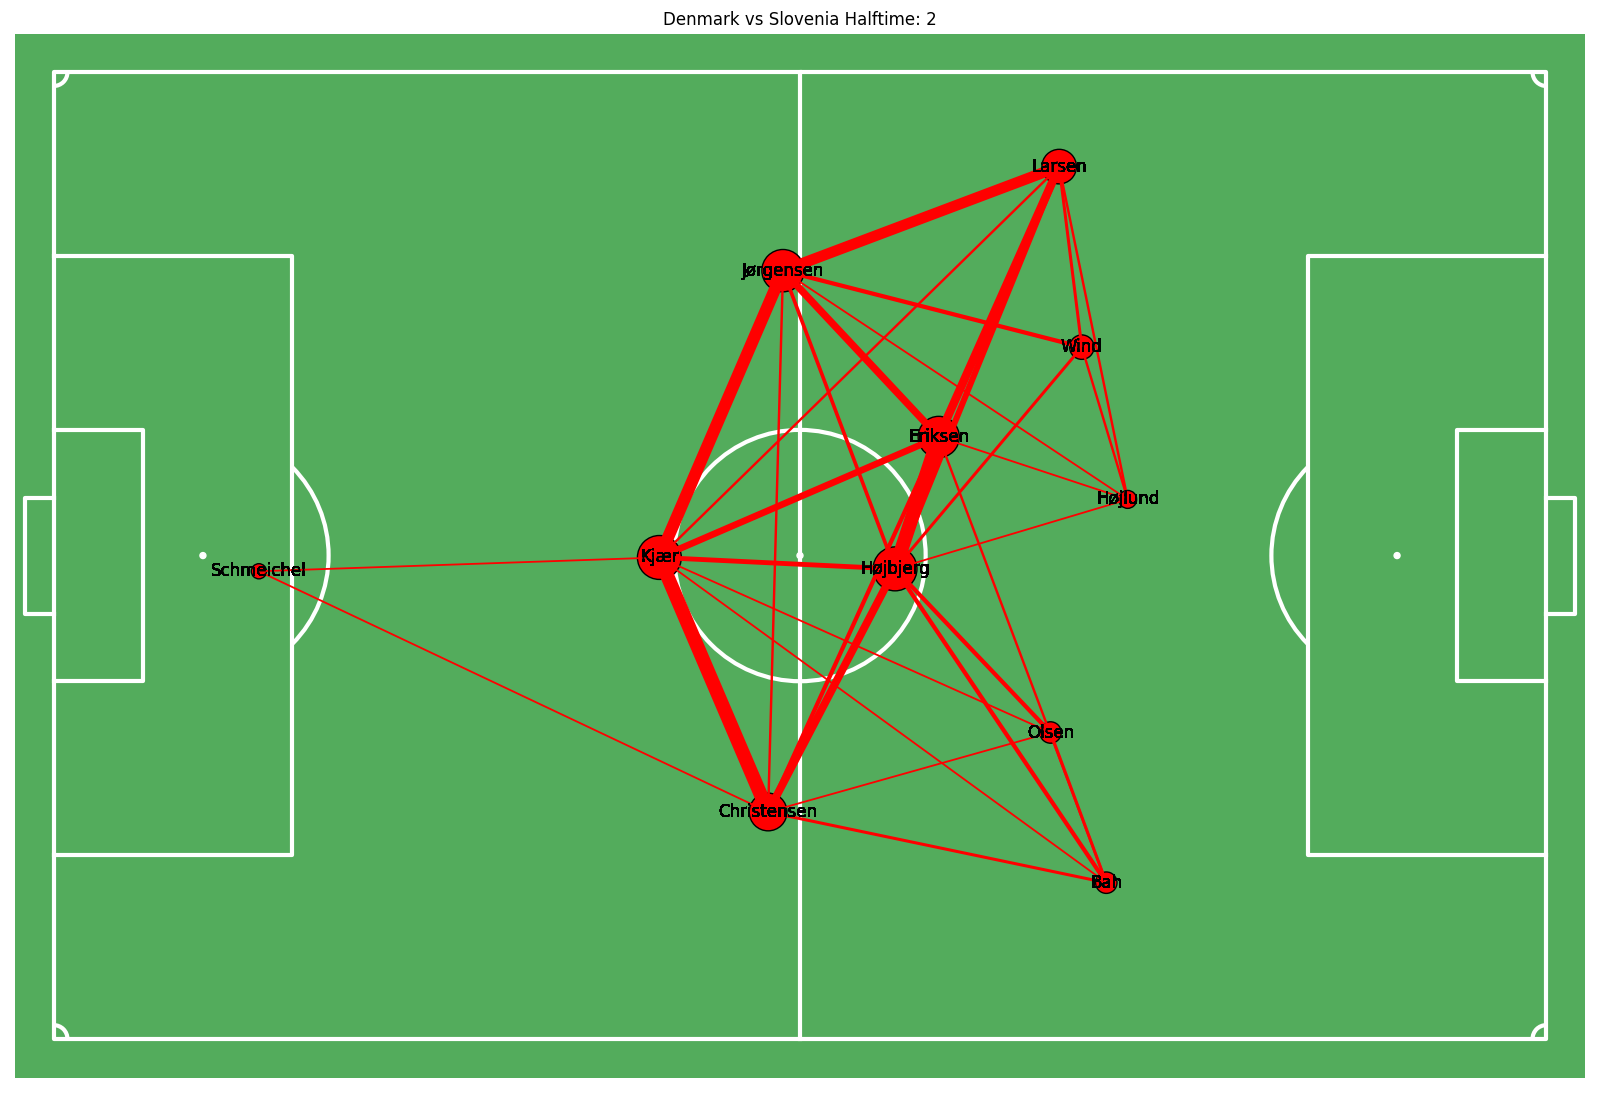 Denmark vs Slovenia Halftime: 2
Larsen
Jørgensen
Wind
Eriksen
Højlund
Kjær
Højbjerg
Schmeichel
Olsen
Christensen
Bah